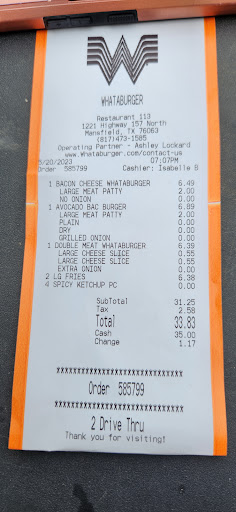 WHATABURGER
Restaurant 113
1221 Highway 157 North
Mansfield, TX 76063
(817)473-1585
Operating Partner - Ashley Lockard
www.Whataburger.com/contact-us
5/20/2023 07:07PM
Order 585799 Cashier: Isabelle B
1 BACON CHEESE WHATABURGER 6.49
LARGE MEAT PATTY 2.00
NO ONION 0.00
1 AVOCADO BAC BURGER 6.89
LARGE MEAT PATTY 2.00
PLAIN 0.00
DRY 0.00
GRILLED ONION 0.00
1 DOUBLE MEAT WHATABURGER 6.39
LARGE CHEESE SLICE 0.55
LARGE CHEESE SLICE 0.55
EXTRA ONION 0.00
2 LG FRIES 6.38
4 SPICY KETCHUP PC 0.00
SubTotal 31.25
Tax 2.58
Total 33.83
Cash 35.00
Change 1.17
xxxxxxxxxxxxxxxxxxxxxxxxxxx
Order 585799
xxxxxxxxxxxxxxxxxxxxxxxxxxx
2 Drive Thru
Thank you for visiting!